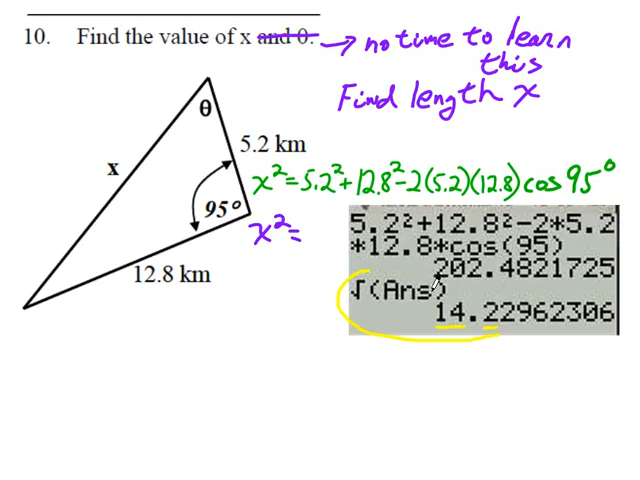 10. Find the value of x and θ. → no time to learn
this
Find length x
θ
5.2 km
x
x² = 5.2² + 12.8² - 2(5.2)(12.8) cos 95°
95°
x² =
12.8 km
5.2²+12.8²-2*5.2
*12.8*cos(95)
202.4821725
√(Ans)
14.22962306